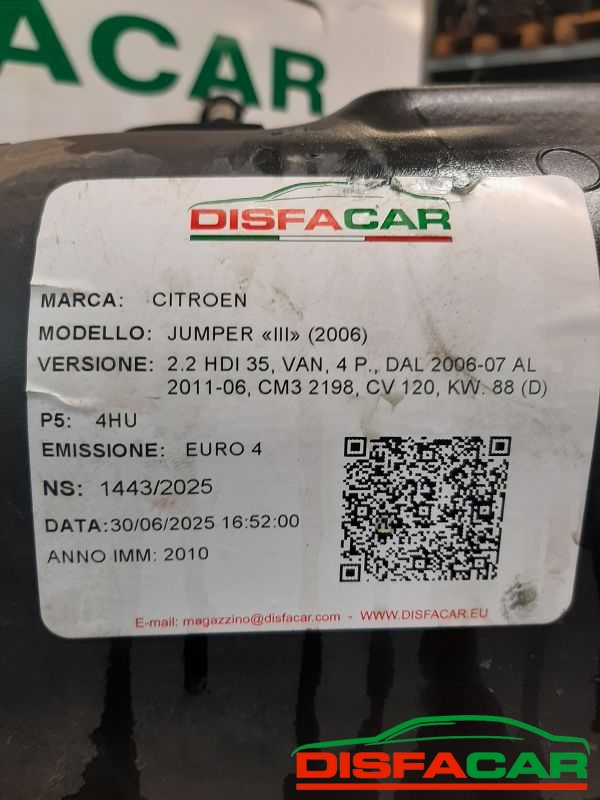 ACAR
DISFACAR
MARCA: CITROEN
MODELLO: JUMPER «III» (2006)
VERSIONE: 2.2 HDI 35, VAN, 4 P., DAL 2006-07 AL
2011-06, CM3 2198, CV 120, KW. 88 (D)
P5: 4HU
EMISSIONE: EURO 4
NS: 1443/2025
DATA:30/06/2025 16:52:00
ANNO IMM: 2010
E-mail: magazzino@disfacar.com - WWW.DISFACAR.EU
DISFACAR